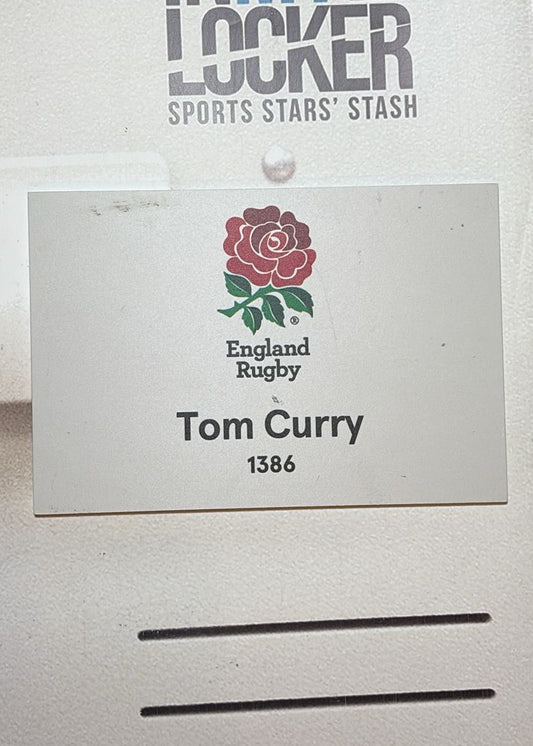 LOCKER
SPORTS STARS' STASH
®
England
Rugby
Tom Curry
1386